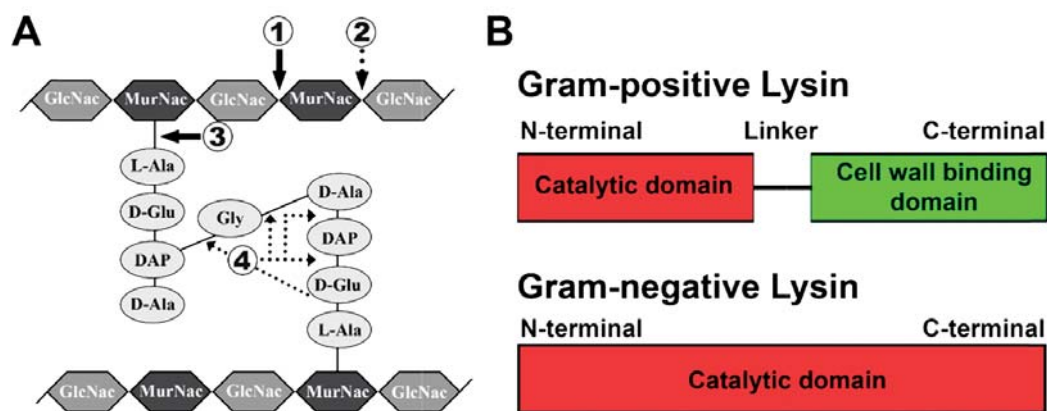 A
1 2
GlcNac MurNac GlcNac MurNac GlcNac
3
L-Ala
D-Glu
DAP
D-Ala
Gly
4
D-Ala
DAP
D-Glu
L-Ala
GlcNac MurNac GlcNac MurNac GlcNac
B
Gram-positive Lysin
N-terminal Linker C-terminal
Catalytic domain
Cell wall binding
domain
Gram-negative Lysin
N-terminal C-terminal
Catalytic domain